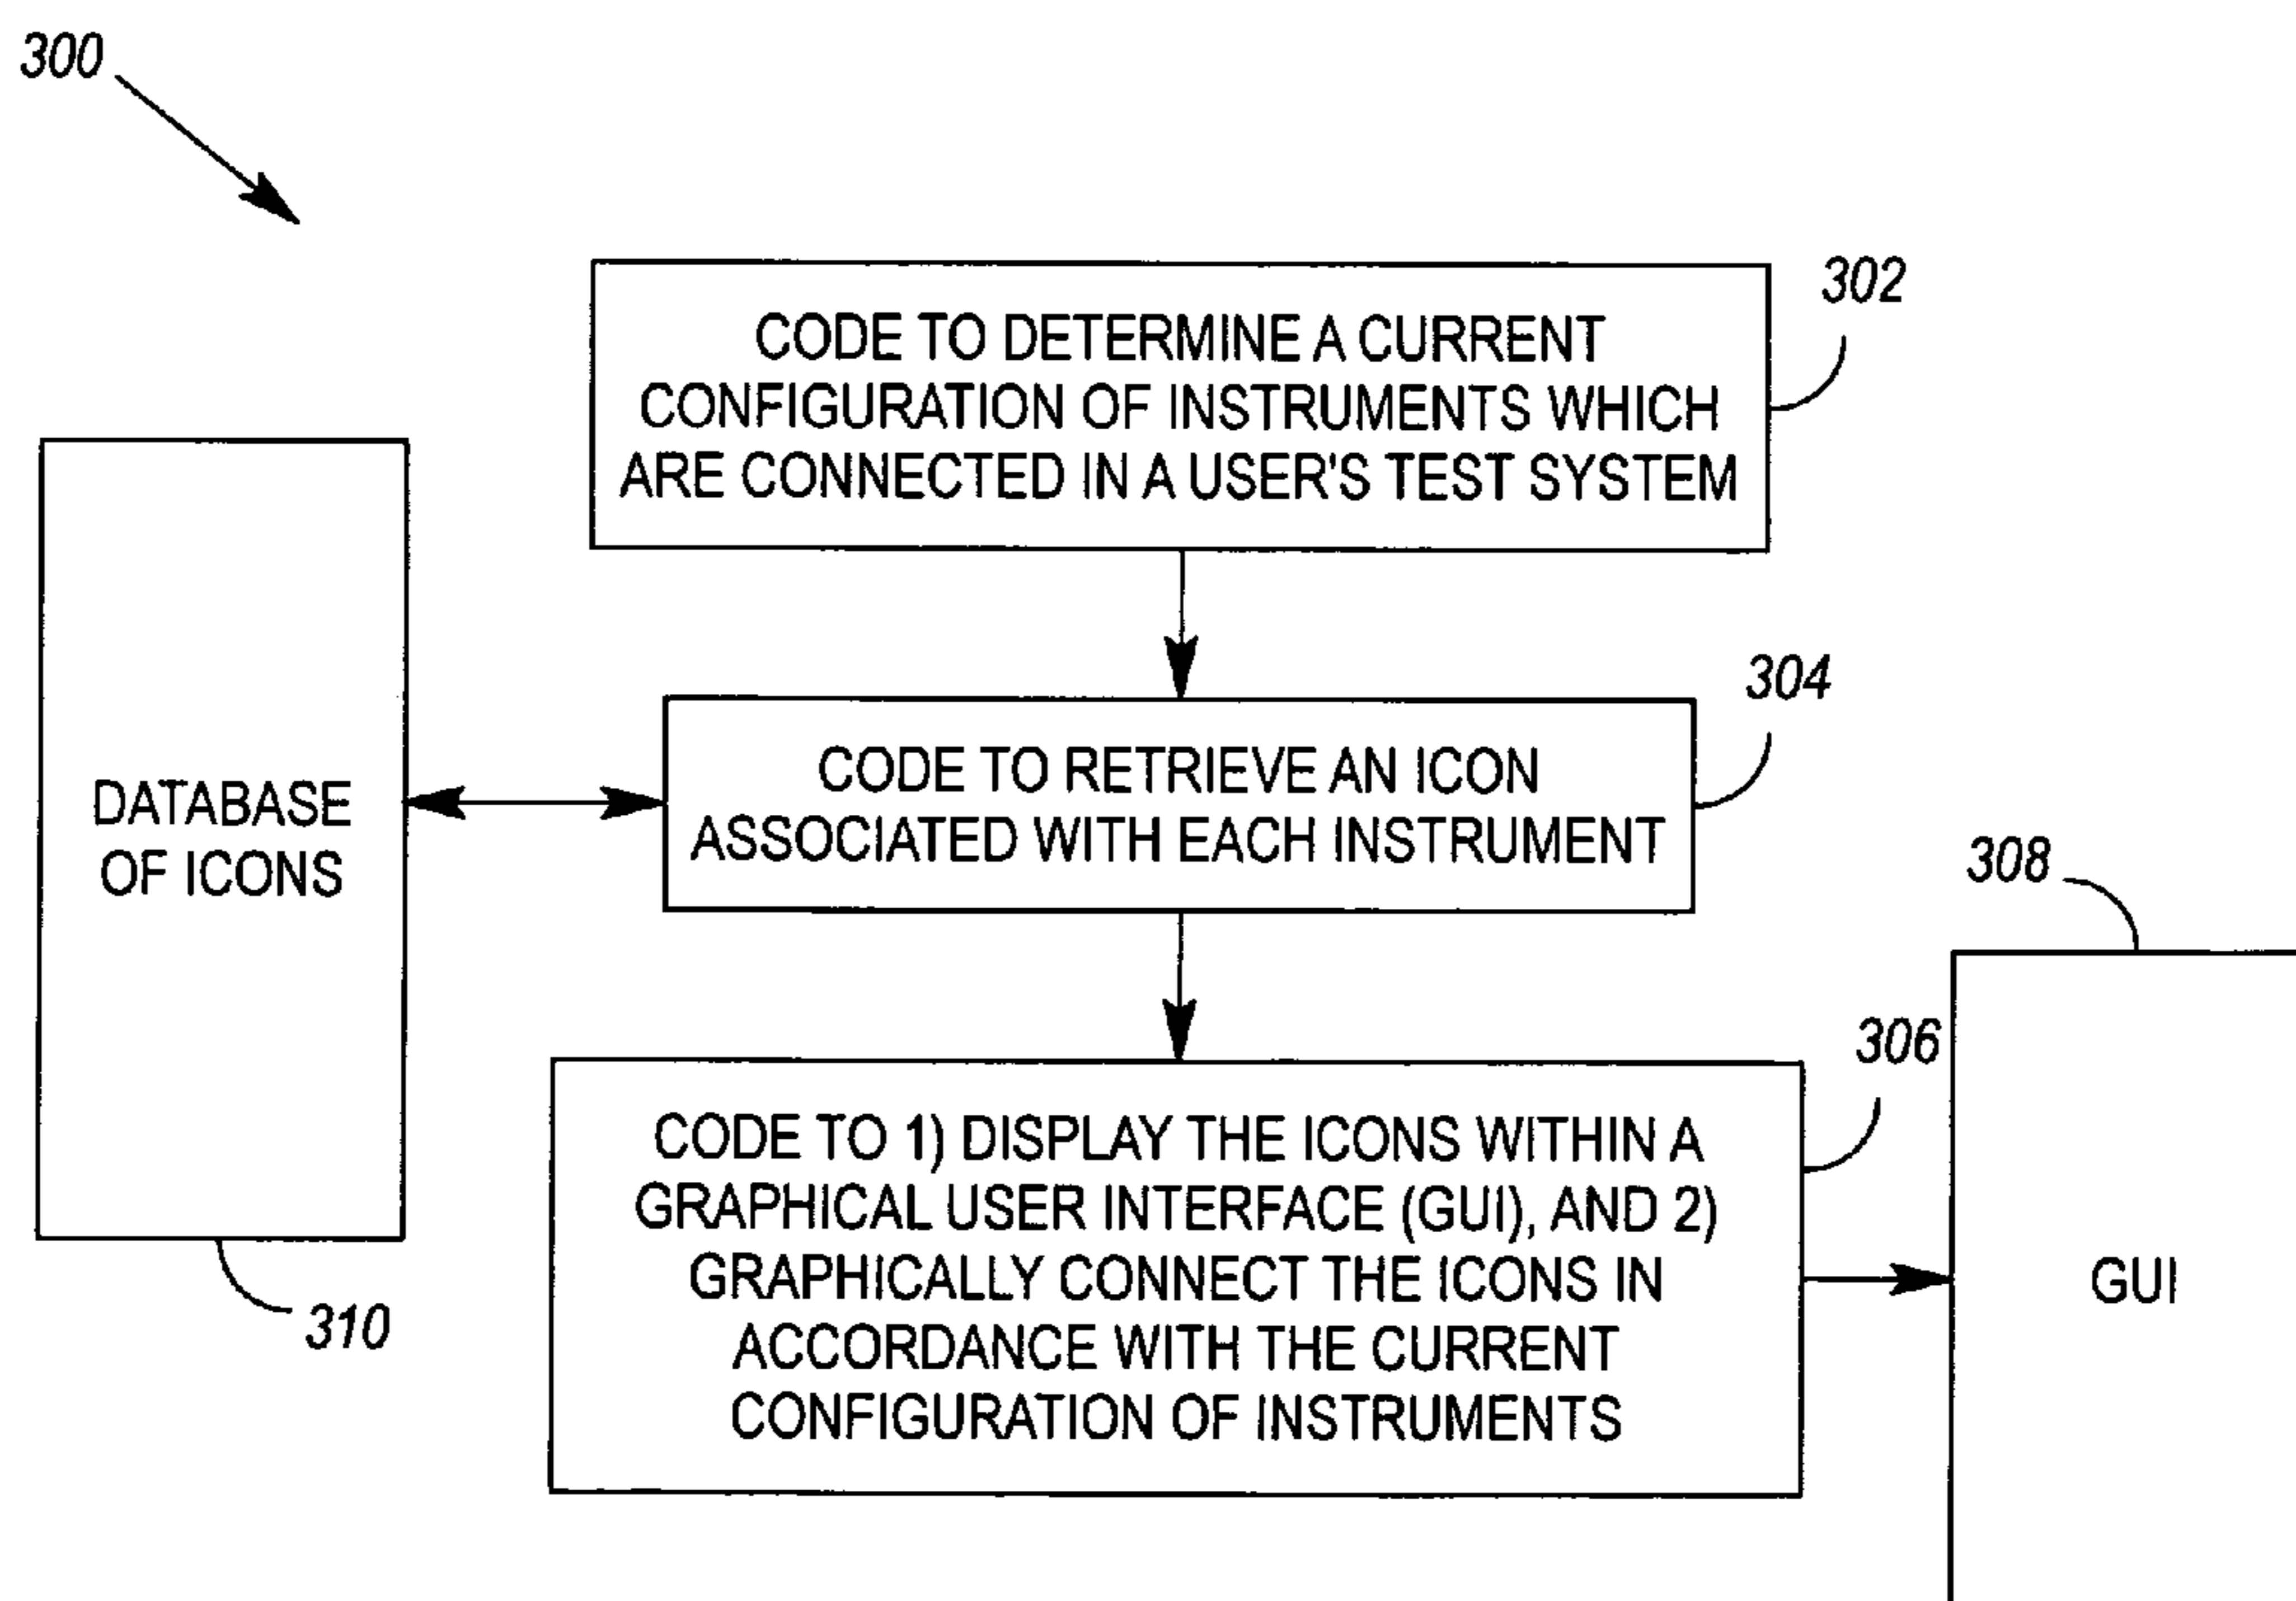 300
302
CODE TO DETERMINE A CURRENT
CONFIGURATION OF INSTRUMENTS WHICH
ARE CONNECTED IN A USER'S TEST SYSTEM
304
CODE TO RETRIEVE AN ICON
ASSOCIATED WITH EACH INSTRUMENT
DATABASE
OF ICONS
310
308
306
CODE TO 1) DISPLAY THE ICONS WITHIN A
GRAPHICAL USER INTERFACE (GUI), AND 2)
GRAPHICALLY CONNECT THE ICONS IN
ACCORDANCE WITH THE CURRENT
CONFIGURATION OF INSTRUMENTS
GUI